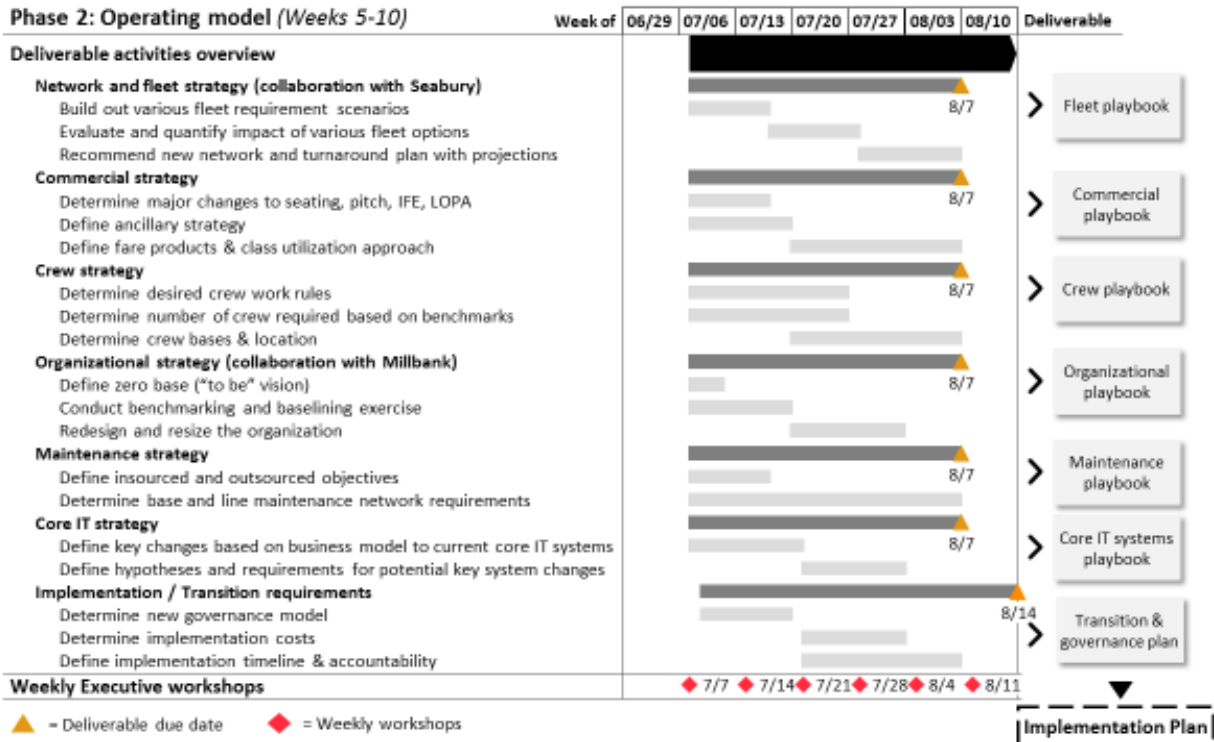 Phase 2: Operating model (Weeks 5-10) Week of 06/29 07/06 07/13 07/20 07/27 08/03 08/10 Deliverable
Deliverable activities overview
Network and fleet strategy (collaboration with Seabury)
Build out various fleet requirement scenarios 8/7 Fleet playbook
Evaluate and quantify impact of various fleet options
Recommend new network and turnaround plan with projections
Commercial strategy
Determine major changes to seating, pitch, IFE, LOPA 8/7 Commercial
playbook
Define ancillary strategy
Define fare products & class utilization approach
Crew strategy
Determine desired crew work rules 8/7 Crew playbook
Determine number of crew required based on benchmarks
Determine crew bases & location
Organizational strategy (collaboration with Millbank)
Define zero base ("to be" vision) 8/7 Organizational
playbook
Conduct benchmarking and baselining exercise
Redesign and resize the organization
Maintenance strategy
Define insourced and outsourced objectives 8/7 Maintenance
playbook
Determine base and line maintenance network requirements
Core IT strategy
Define key changes based on business model to current core IT systems 8/7 Core IT systems
playbook
Define hypotheses and requirements for potential key system changes
Implementation / Transition requirements
Determine new governance model 8/14 Transition &
governance plan
Determine implementation costs
Define implementation timeline & accountability
Weekly Executive workshops 7/7 7/14 7/21 7/28 8/4 8/11
= Deliverable due date = Weekly workshops Implementation Plan